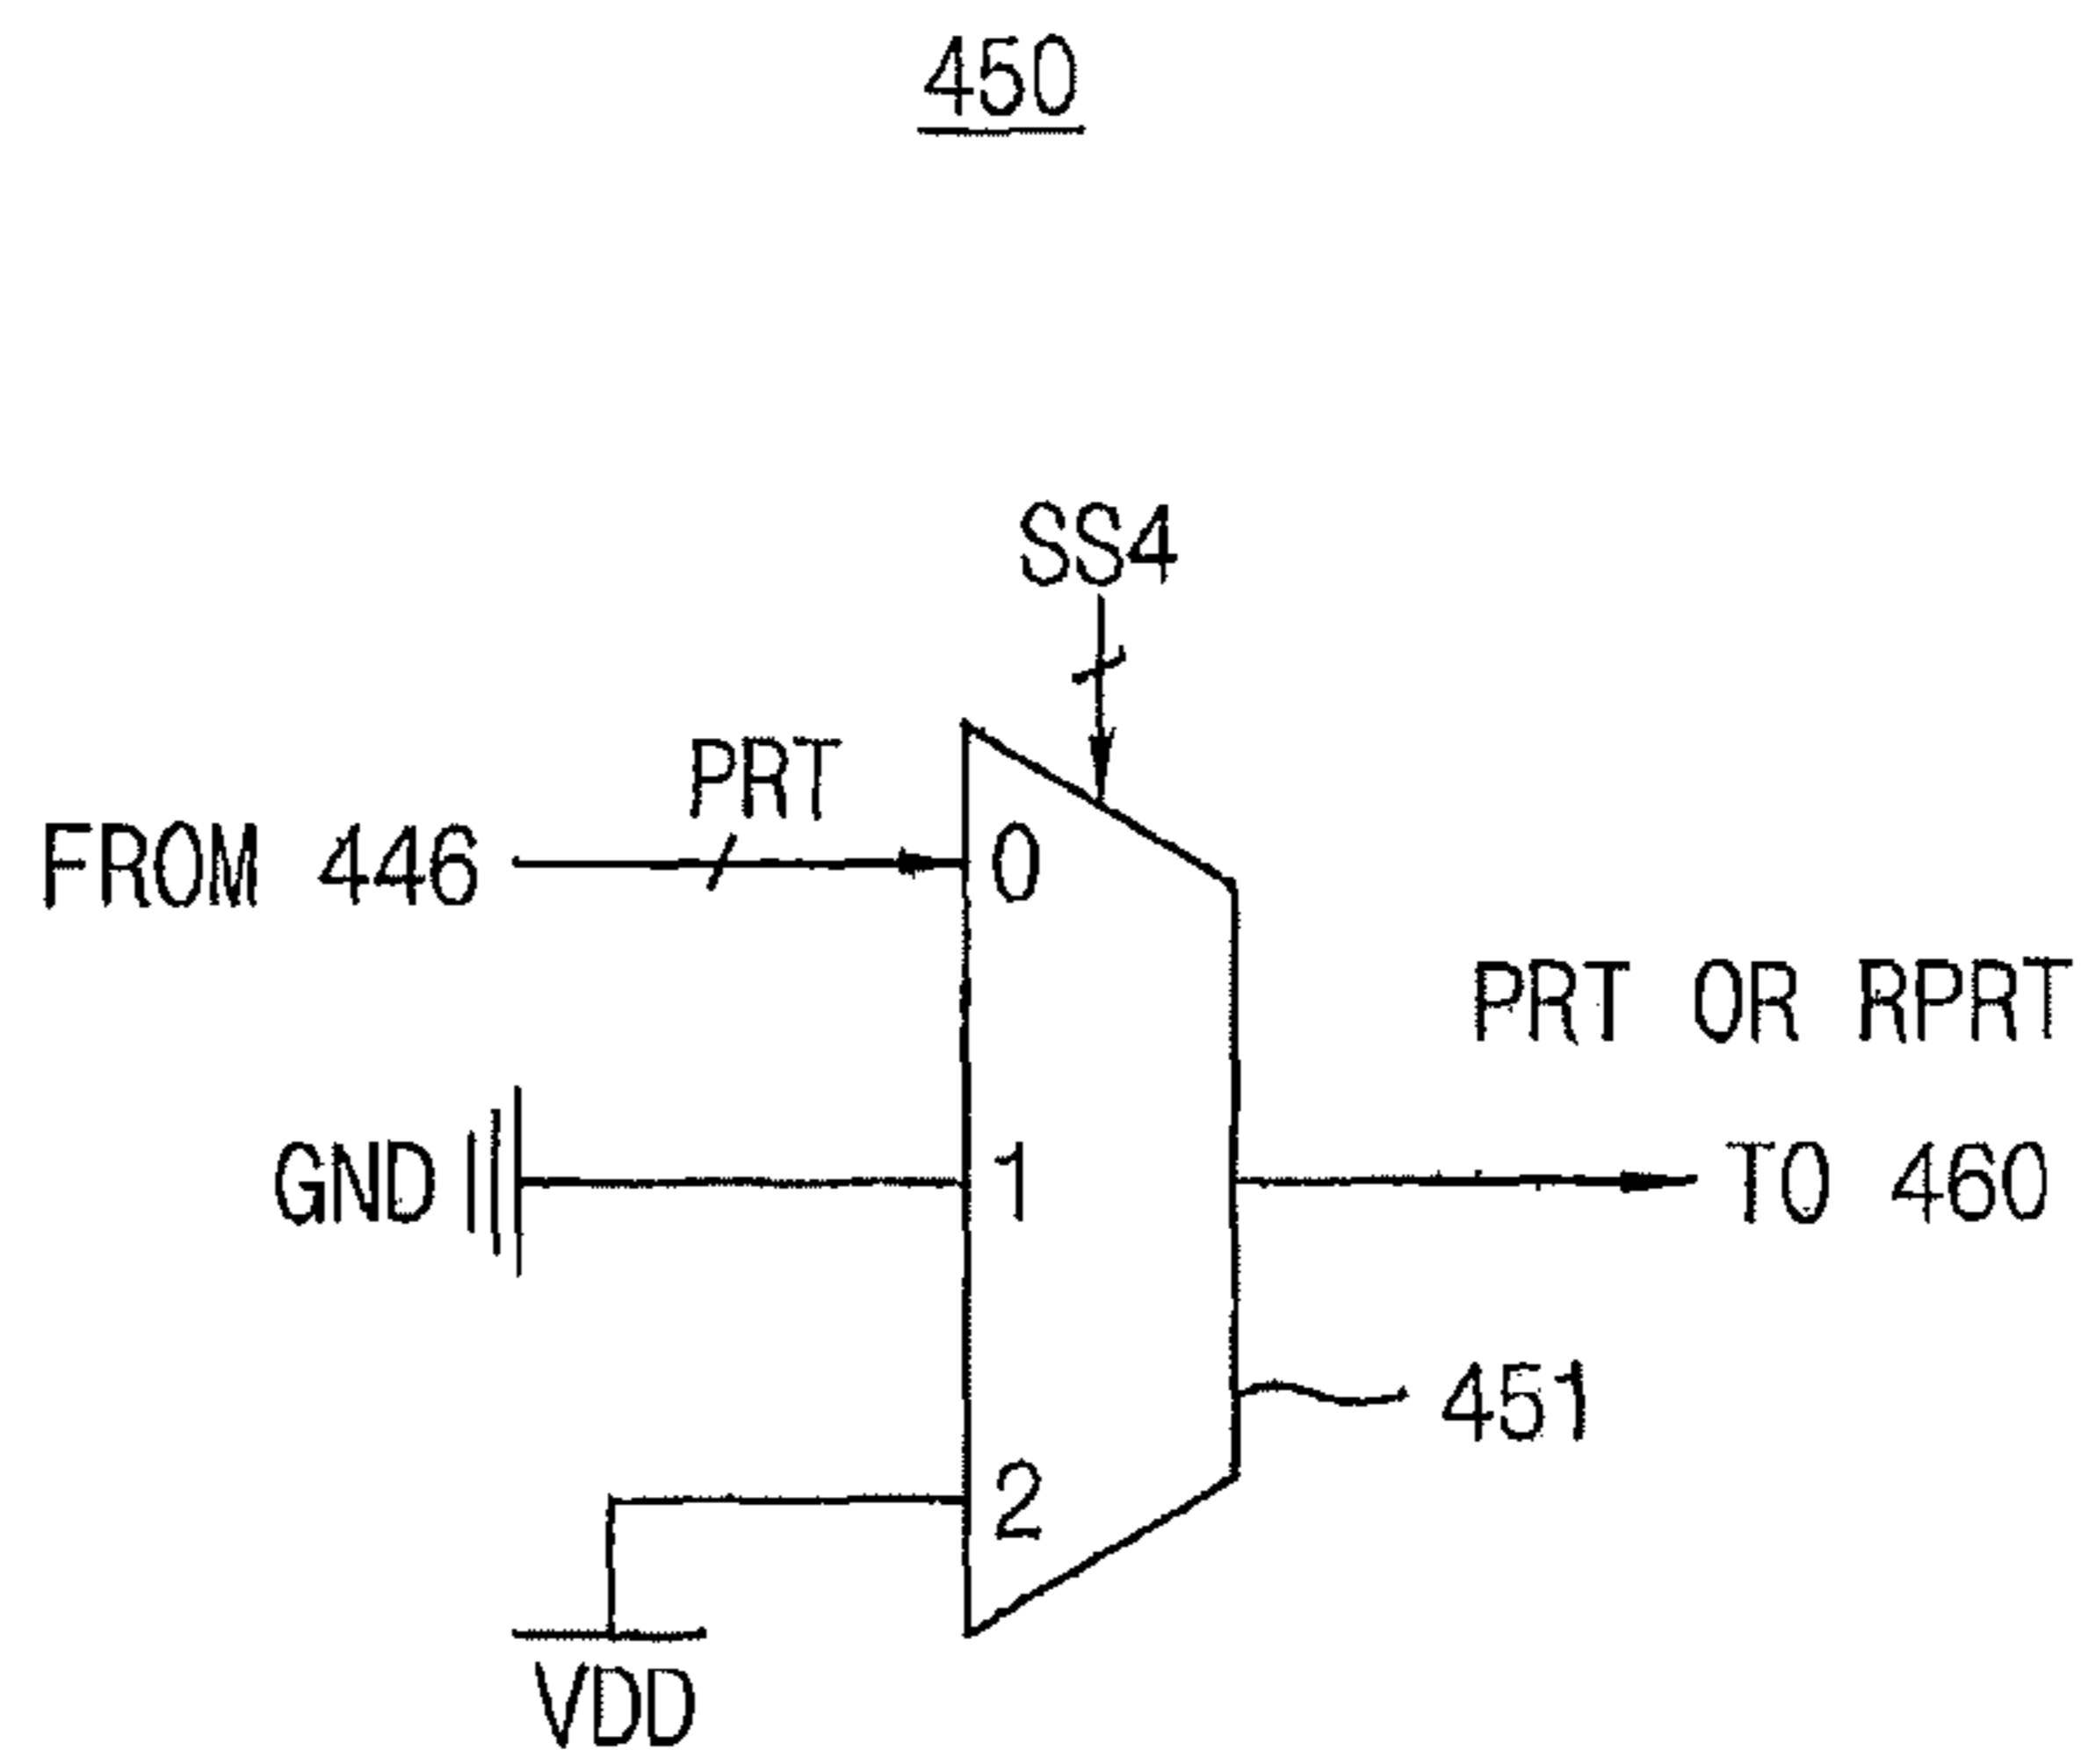 450
SS4
PRT
FROM 446
0
PRT OR RPRT
GND
1
TO 460
451
2
VDD